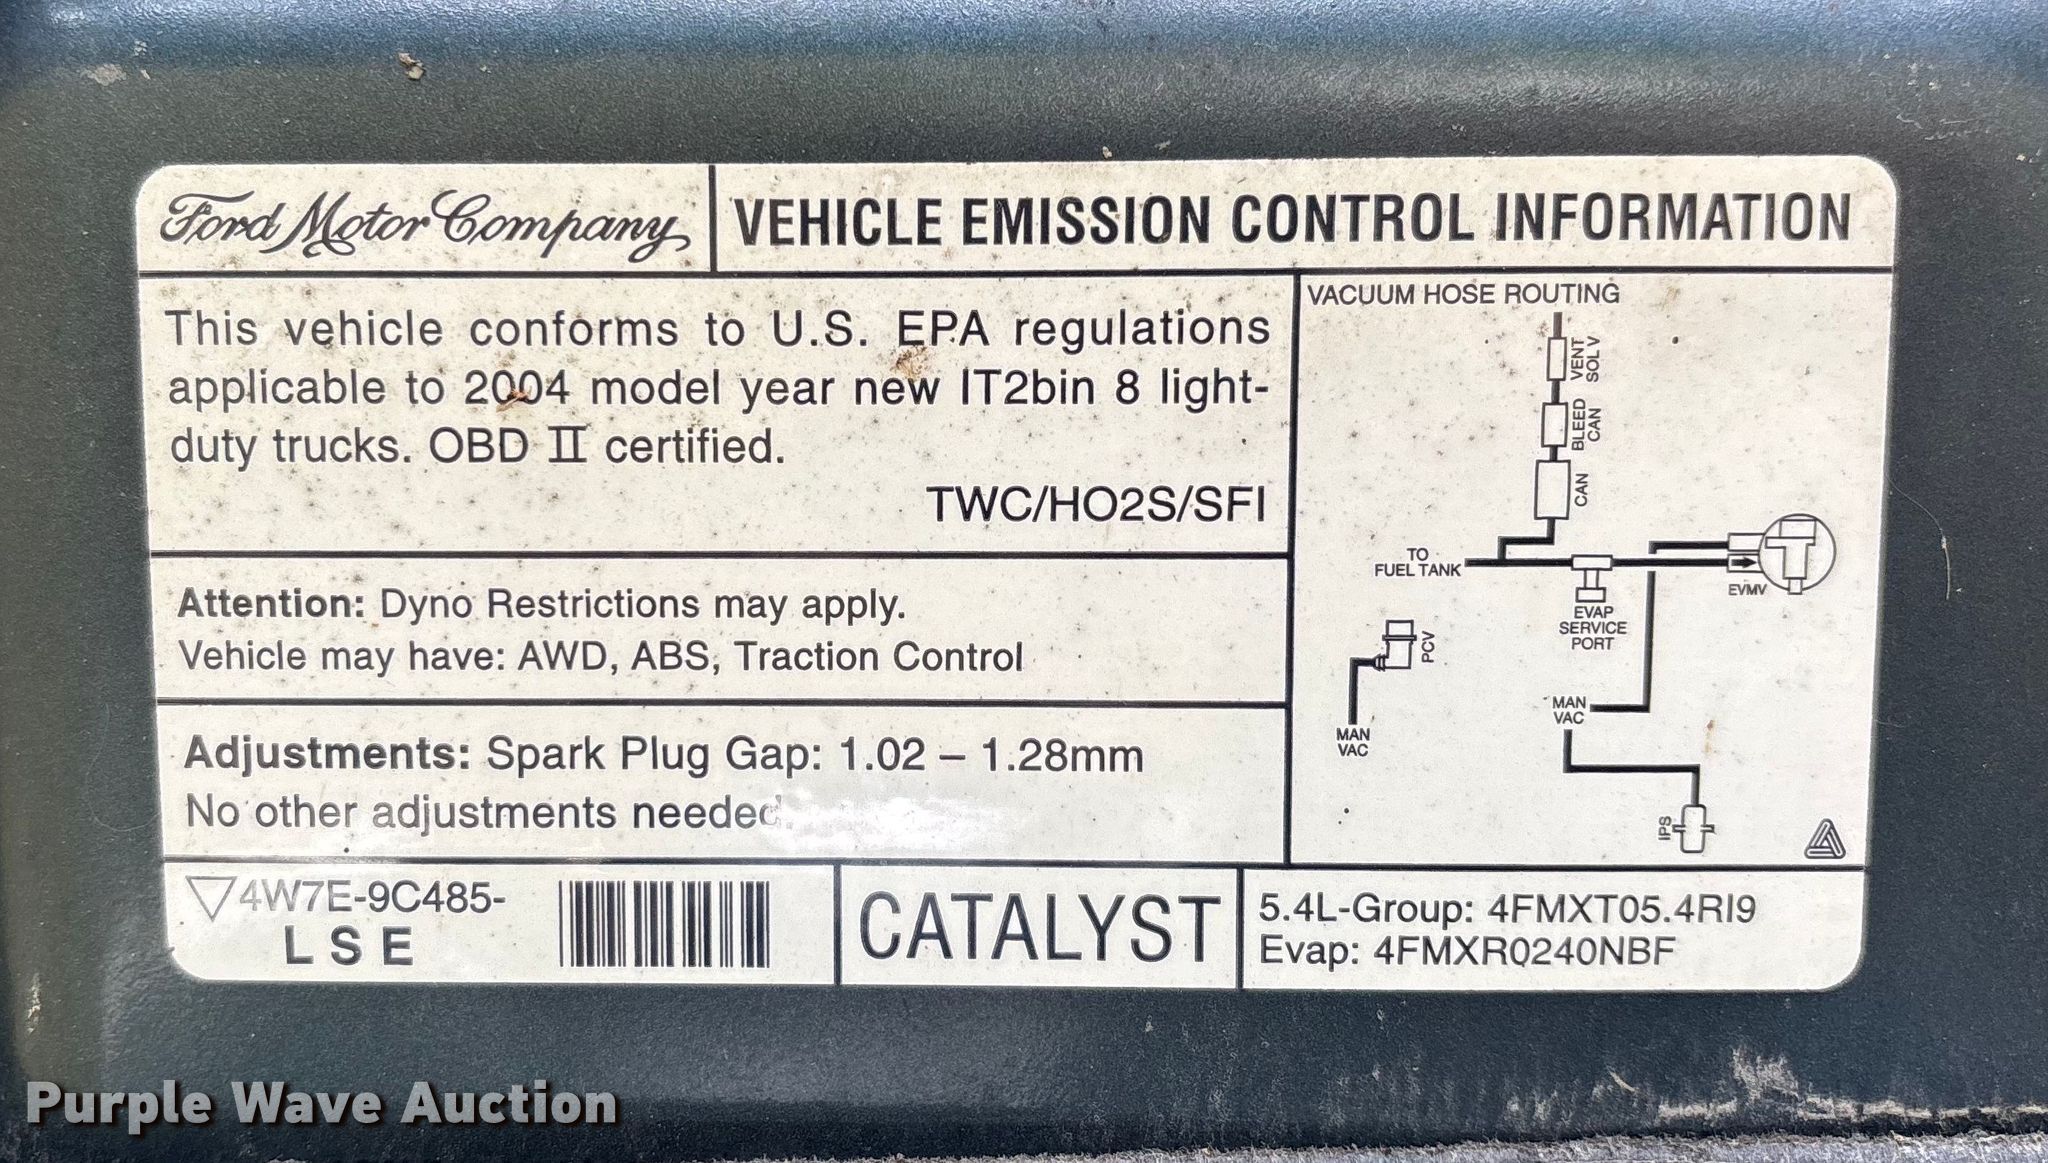 Ford Motor Company
VEHICLE EMISSION CONTROL INFORMATION
This vehicle conforms to U.S. EPA regulations
applicable to 2004 model year new IT2bin 8 light-
duty trucks. OBD II certified.
TWC/HO2S/SFI
Attention: Dyno Restrictions may apply.
Vehicle may have: AWD, ABS, Traction Control
Adjustments: Spark Plug Gap: 1.02 – 1.28mm
No other adjustments needed.
VACUUM HOSE ROUTING
VENT
SOLV
BLEED
CAN
CAN
TO
FUEL TANK
EVMV
EVAP
SERVICE
PORT
PCV
MAN
VAC
MAN
VAC
IPS
4W7E-9C485-
LSE
CATALYST
5.4L-Group: 4FMXT05.4RI9
Evap: 4FMXR0240NBF
Purple Wave Auction